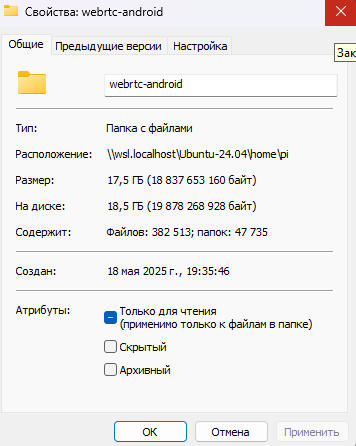 Свойства: webrtc-android
Зак
Общие Предыдущие версии Настройка
webrtc-android
Тип: Папка с файлами
Расположение: \\wsl.localhost\Ubuntu-24.04\home\pi
Размер: 17,5 ГБ (18 837 653 160 байт)
На диске: 18,5 ГБ (19 878 268 928 байт)
Содержит: Файлов: 382 513; папок: 47 735
Создан: 18 мая 2025 г., 19:35:46
Атрибуты: Только для чтения
(применимо только к файлам в папке)
Скрытый
Архивный
ОК Отмена Применить